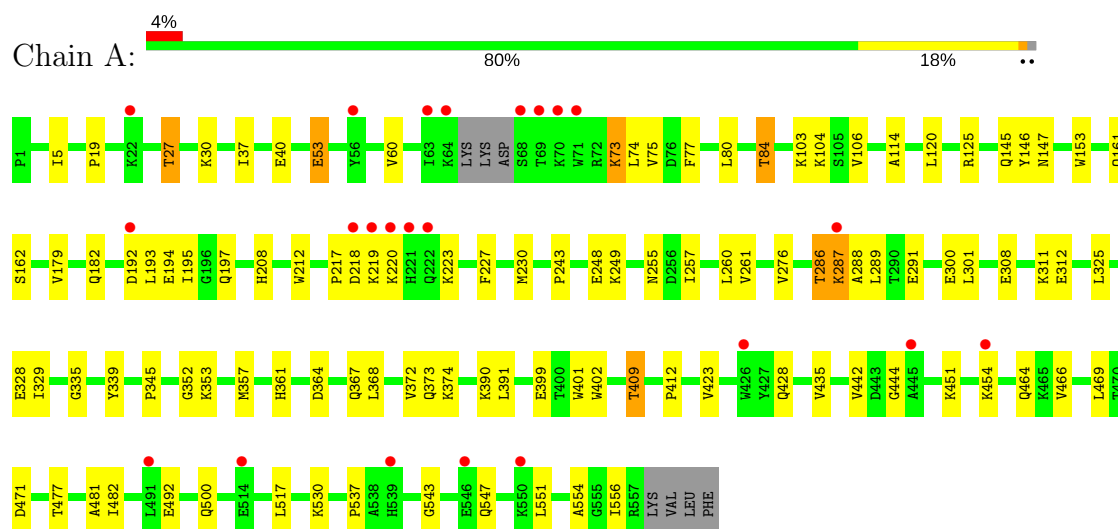 4%
Chain A:
80%
18%
P1 I5 P19 K22 T27 K30 I37 E40 E53 Y56 V60 I63 K64 LYS LYS ASP S68 T69 K70 W71 R72 K73 L74 V75 D76 F77 L80 T84 K103 K104 S105 V106 A114 L120 R125 Q145 Y146 N147 W153 D161
S162 V179 Q182 D192 L193 E194 I195 G196 Q197 H208 W212 P217 D218 K219 K220 H221 Q222 K223 F227 M230 P243 E248 K249 N255 D256 I257 L260 V261 V276 T286 K287 A288 L289 T290 E291 E300 L301 E308 K311 E312 L325
E328 I329 G335 Y339 P345 G352 K353 M357 H361 D364 Q367 L368 V372 Q373 K374 K390 L391 E399 T400 W401 W402 T409 P412 V423 W426 Y427 Q428 V435 V442 D443 G444 A445 K451 K454 Q464 K465 V466 L469 T470
D471 T477 A481 I482 L491 E492 Q500 E514 L517 K530 P537 A538 H539 G543 E546 Q547 K550 L551 A554 G555 I556 R557 LYS VAL LEU PHE